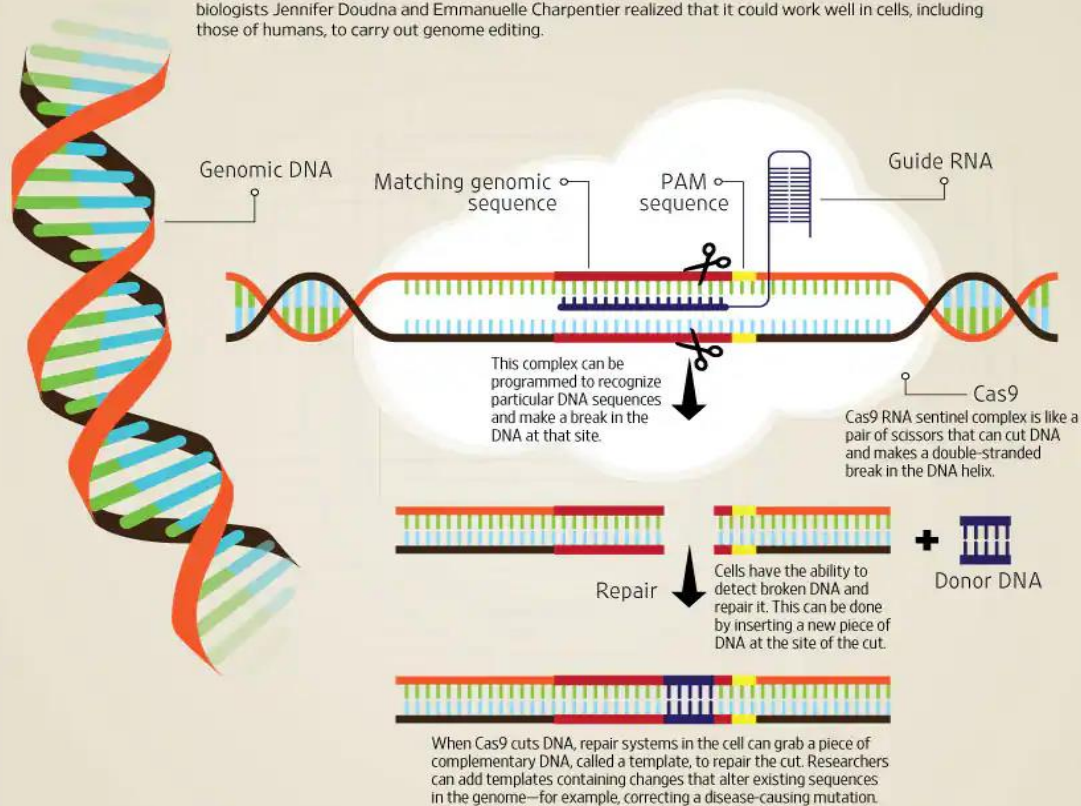 biologists Jennifer Doudna and Emmanuelle Charpentier realized that it could work well in cells, including
those of humans, to carry out genome editing.
Genomic DNA
Matching genomic
sequence
PAM
sequence
Guide RNA
This complex can be
programmed to recognize
particular DNA sequences
and make a break in the
DNA at that site.
Cas9
Cas9 RNA sentinel complex is like a
pair of scissors that can cut DNA
and makes a double-stranded
break in the DNA helix.
Repair
Cells have the ability to
detect broken DNA and
repair it. This can be done
by inserting a new piece of
DNA at the site of the cut.
+
Donor DNA
When Cas9 cuts DNA, repair systems in the cell can grab a piece of
complementary DNA, called a template, to repair the cut. Researchers
can add templates containing changes that alter existing sequences
in the genome—for example, correcting a disease-causing mutation.